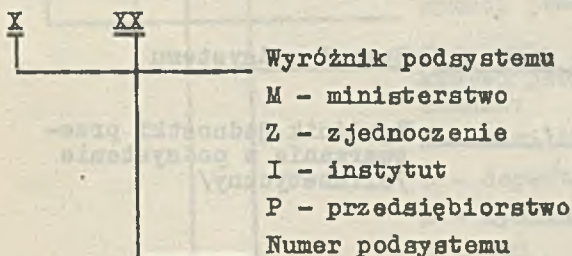 X XX
Wyróżnik podsystemu
M - ministerstwo
Z - zjednoczenie
I - instytut
P - przedsiębiorstwo
Numer podsystemu